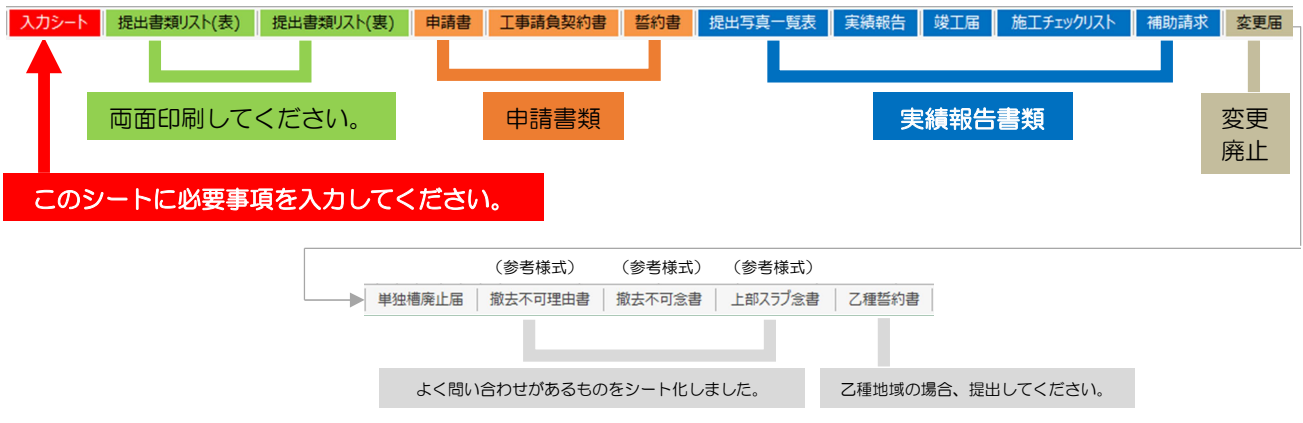 入力シート 提出書類リスト(表) 提出書類リスト(裏) 申請書 工事請負契約書 誓約書 提出写真一覧表 実績報告 竣工届 施工チェックリスト 補助請求 変更届
両面印刷してください。 申請書類 実績報告書類 変更
廃止
このシートに必要事項を入力してください。
（参考様式） （参考様式） （参考様式）
単独槽廃止届 撤去不可理由書 撤去不可念書 上部スラブ念書 乙種誓約書
よく問い合わせがあるものをシート化しました。 乙種地域の場合、提出してください。